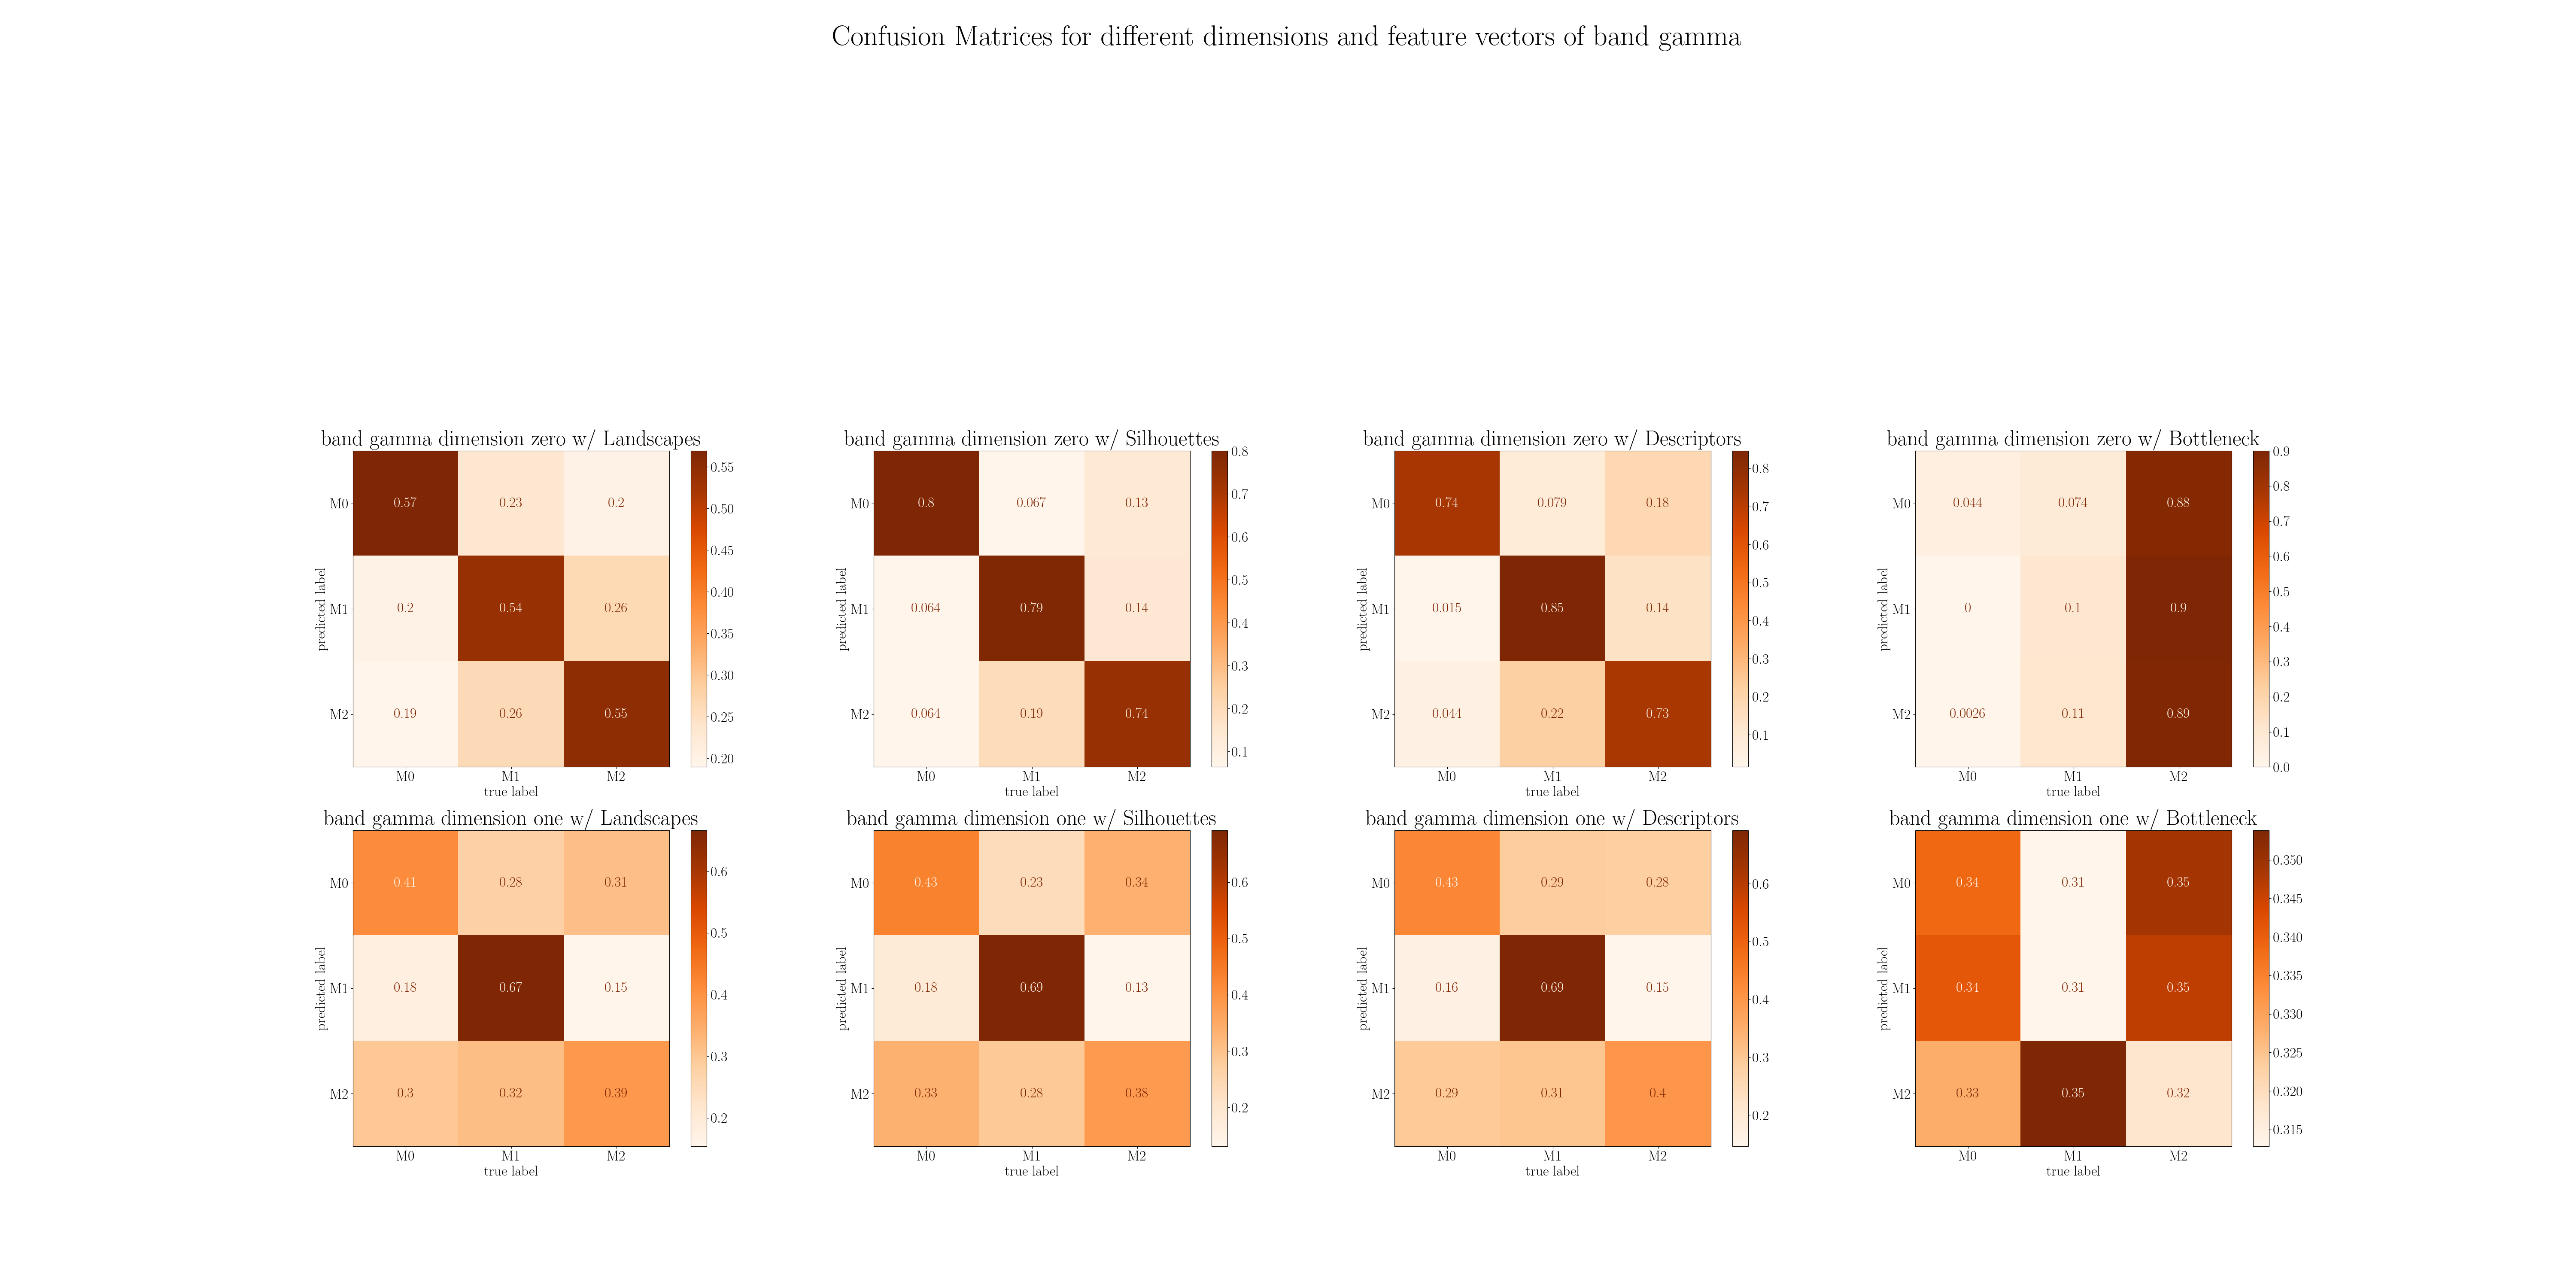 Confusion Matrices for different dimensions and feature vectors of band gamma
band gamma dimension zero w/ Landscapes
predicted label
M0 0.57 0.23 0.2
M1 0.2 0.54 0.26
M2 0.19 0.26 0.55
M0 M1 M2
true label
0.55
0.50
0.45
0.40
0.35
0.30
0.25
0.20
band gamma dimension zero w/ Silhouettes
predicted label
M0 0.8 0.067 0.13
M1 0.064 0.79 0.14
M2 0.064 0.19 0.74
M0 M1 M2
true label
0.8
0.7
0.6
0.5
0.4
0.3
0.2
0.1
band gamma dimension zero w/ Descriptors
predicted label
M0 0.74 0.079 0.18
M1 0.015 0.85 0.14
M2 0.044 0.22 0.73
M0 M1 M2
true label
0.8
0.7
0.6
0.5
0.4
0.3
0.2
0.1
band gamma dimension zero w/ Bottleneck
predicted label
M0 0.044 0.074 0.88
M1 0 0.1 0.9
M2 0.0026 0.11 0.89
M0 M1 M2
true label
0.9
0.8
0.7
0.6
0.5
0.4
0.3
0.2
0.1
0.0
band gamma dimension one w/ Landscapes
predicted label
M0 0.41 0.28 0.31
M1 0.18 0.67 0.15
M2 0.3 0.32 0.39
M0 M1 M2
true label
0.6
0.5
0.4
0.3
0.2
band gamma dimension one w/ Silhouettes
predicted label
M0 0.43 0.23 0.34
M1 0.18 0.69 0.13
M2 0.33 0.28 0.38
M0 M1 M2
true label
0.6
0.5
0.4
0.3
0.2
band gamma dimension one w/ Descriptors
predicted label
M0 0.43 0.29 0.28
M1 0.16 0.69 0.15
M2 0.29 0.31 0.4
M0 M1 M2
true label
0.6
0.5
0.4
0.3
0.2
band gamma dimension one w/ Bottleneck
predicted label
M0 0.34 0.31 0.35
M1 0.34 0.31 0.35
M2 0.33 0.35 0.32
M0 M1 M2
true label
0.350
0.345
0.340
0.335
0.330
0.325
0.320
0.315